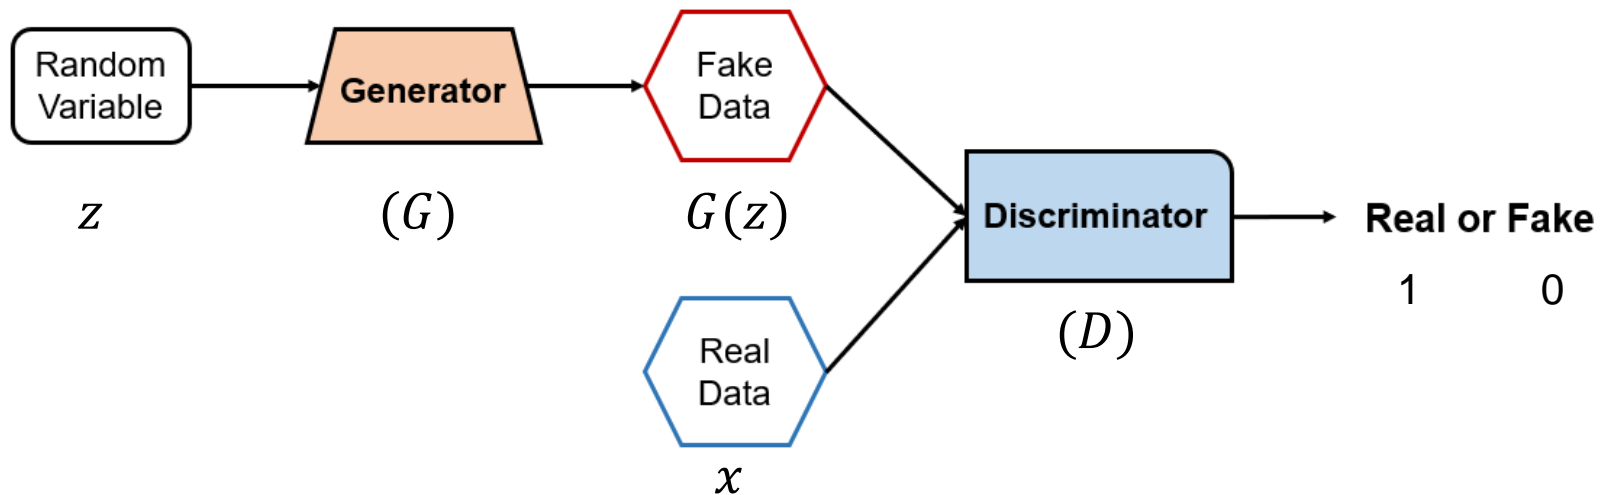 Random
Variable
Generator
Fake
Data
z
(G)
G(z)
Discriminator
Real or Fake
1 0
(D)
Real
Data
x